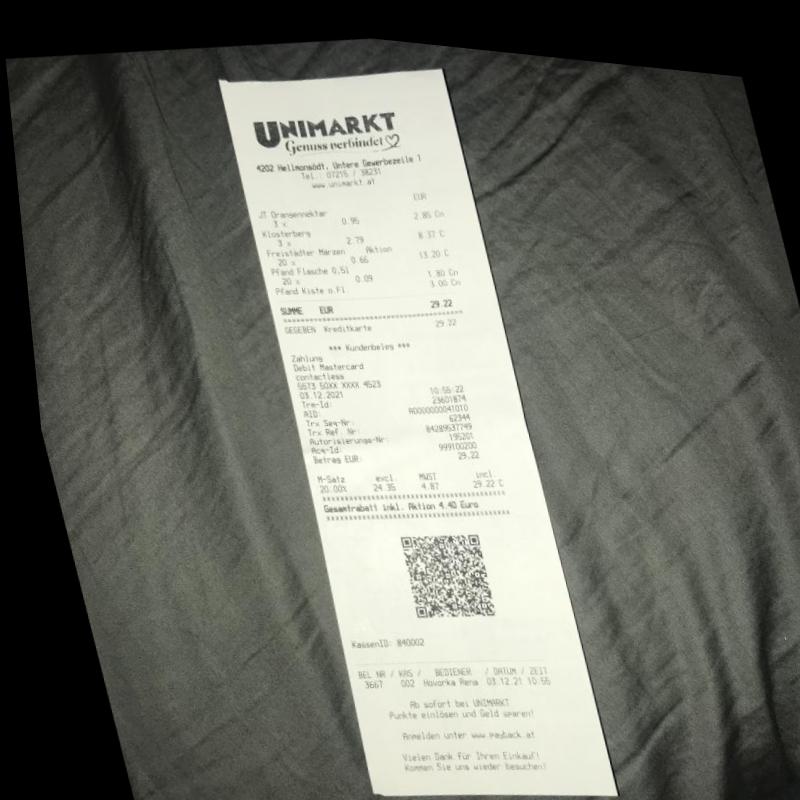 UNIMARKT
Genuss verbindet
4202 Hellmonsödt, Untere Gewerbezeile 1
Tel.: 07215 / 38231
www.unimarkt.at
EUR
JT Orangennektar
3 x 0.95 2.85 Cn
Klosterberg
3 x 2.79 8.37 C
Freistädter Märzen Aktion
20 x 0.66 13.20 C
Pfand Flasche 0,5l
20 x 0.09 1.80 Cn
Pfand Kiste o.Fl. 3.00 Cn
SUMME EUR 29.22
GEGEBEN Kreditkarte 29.22
*** Kundenbeleg ***
Zahlung
Debit Mastercard
contactless
5573 50XX XXXX 4523
03.12.2021 10:55:22
Trm-Id: 23601874
AID: A0000000041010
Trx Seq-Nr: 62344
Trx Ref. Nr: 84289537749
Autorisierungs-Nr: 195201
Acq-Id: 999100200
Betrag EUR: 29,22
M-Satz excl. MWST incl.
20.00% 24.35 4.87 29.22 C
Gesamtrabatt inkl. Aktion 4.40 Euro
KassenID: 840002
BEL NR / KAS / BEDIENER / DATUM / ZEIT
3667 002 Hovorka Rena 03.12.21 10:55
Ab sofort bei UNIMARKT
Punkte einlösen und Geld sparen!
Anmelden unter www.payback.at
Vielen Dank für Ihren Einkauf!
Kommen Sie uns wieder besuchen!